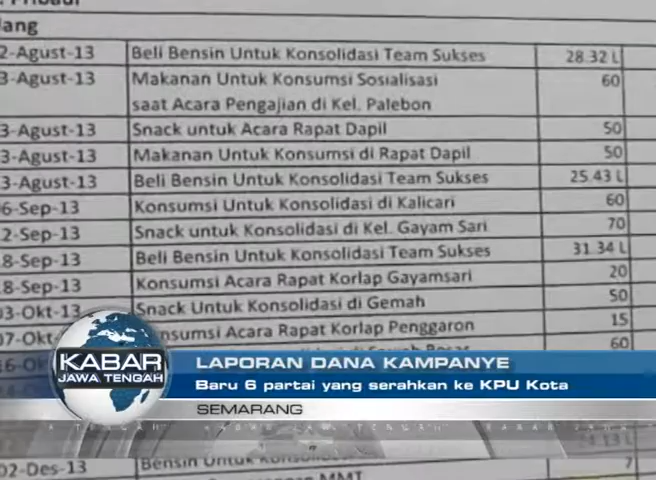 2-Agust-13 Beli Bensin Untuk Konsolidasi Team Sukses 28.32 L
3-Agust-13 Makanan Untuk Konsumsi Sosialisasi 60
saat Acara Pengajian di Kel. Palebon
3-Agust-13 Snack untuk Acara Rapat Dapil 50
3-Agust-13 Makanan Untuk Konsumsi di Rapat Dapil 50
3-Agust-13 Beli Bensin Untuk Konsolidasi Team Sukses 25.43 L
6-Sep-13 Konsumsi Untuk Konsolidasi di Kalicari 60
2-Sep-13 Snack untuk Konsolidasi di Kel. Gayam Sari 70
8-Sep-13 Beli Bensin Untuk Konsolidasi Team Sukses 31.34 L
8-Sep-13 Konsumsi Acara Rapat Korlap Gayamsari 20
03-Okt-13 Snack Untuk Konsolidasi di Gemah 50
07-Okt- Konsumsi Acara Rapat Korlap Penggaron 15
60
KABAR
JAWA TENGAH
LAPORAN DANA KAMPANYE
Baru 6 partai yang serahkan ke KPU Kota
SEMARANG
24.13 L
02-Des-13 Bensin Untuk Konsolidasi 7
MMT